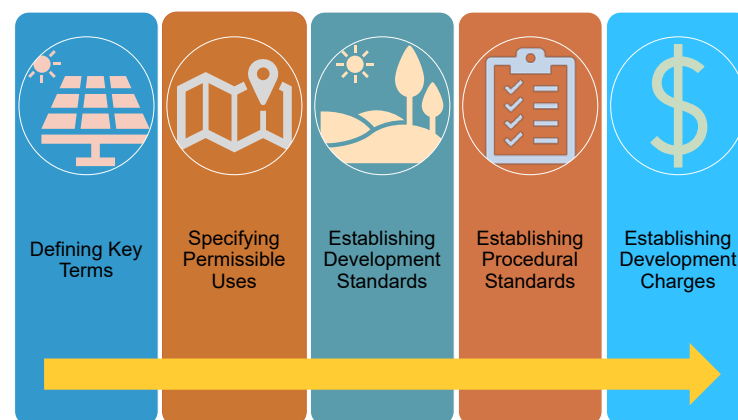 Defining Key
Terms
Specifying
Permissible
Uses
Establishing
Development
Standards
Establishing
Procedural
Standards
Establishing
Development
Charges